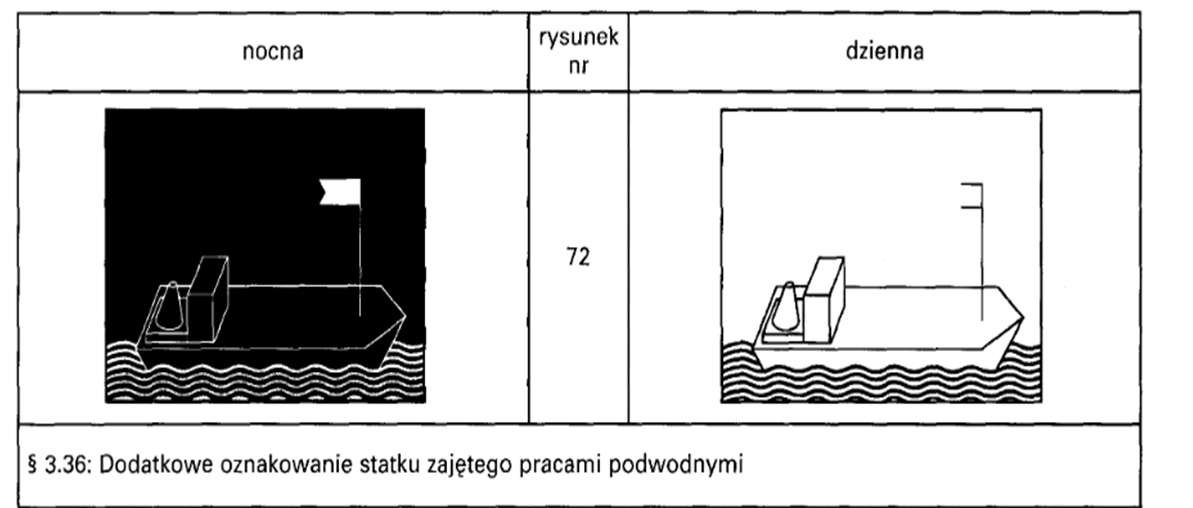 nocna
rysunek
nr
dzienna
72
§ 3.36: Dodatkowe oznakowanie statku zajętego pracami podwodnymi